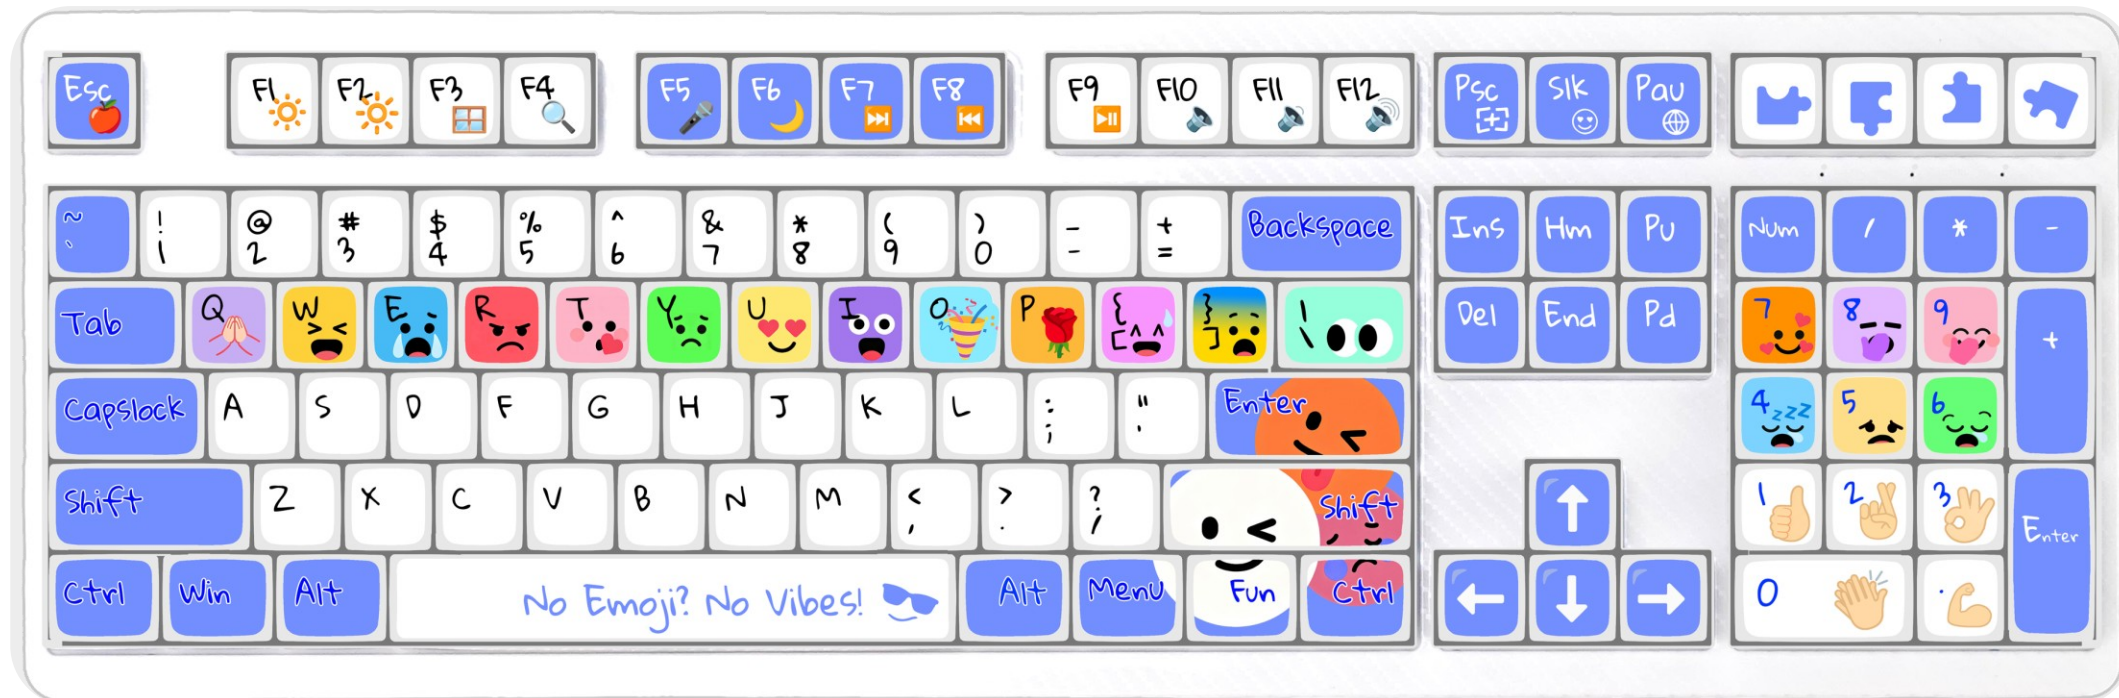 Esc F1 F2 F3 F4 F5 F6 F7 F8 F9 F10 F11 F12 Psc Slk Pau
~ ! @ # $ % ^ & * ( ) - +
` 1 2 3 4 5 6 7 8 9 0 - = Backspace Ins Hm Pu Num / * -
Tab Q W E R T Y U I O P { } | Del End Pd 7 8 9 +
[ ] \
Capslock A S D F G H J K L : " Enter 4 5 6
; '
Shift Z X C V B N M < > ? Shift 1 2 3 Enter
, . /
Ctrl Win Alt No Emoji? No Vibes! Alt Menu Fun Ctrl 0 .